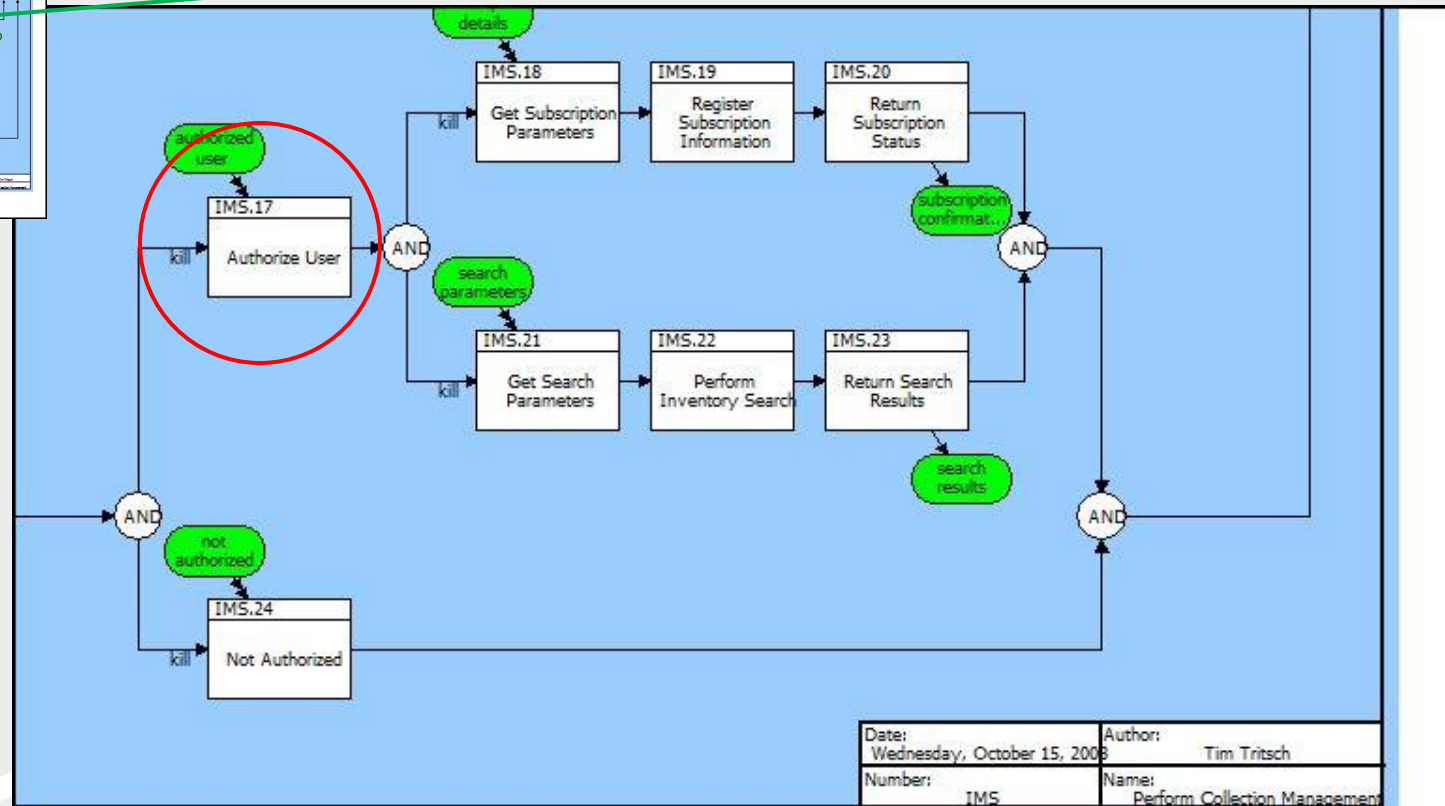 details
IMS.18
Get Subscription
Parameters
kill
IMS.19
Register
Subscription
Information
IMS.20
Return
Subscription
Status
subscription
confirmat...
authorized
user
IMS.17
Authorize User
kill
AND
AND
search
parameters
IMS.21
Get Search
Parameters
kill
IMS.22
Perform
Inventory Search
IMS.23
Return Search
Results
search
results
AND
AND
not
authorized
IMS.24
Not Authorized
kill
Date:
Wednesday, October 15, 2008
Author:
Tim Tritsch
Number:
IMS
Name:
Perform Collection Management